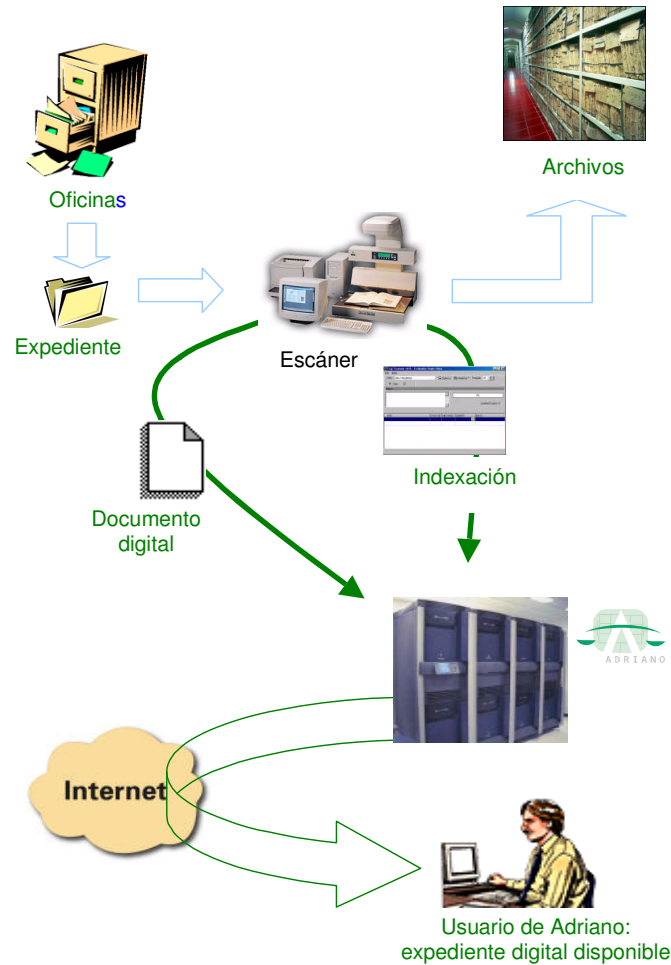 Oficinas
Archivos
Expediente
Escáner
Indexación
Documento
digital
ADRIANO
Internet
Usuario de Adriano:
expediente digital disponible